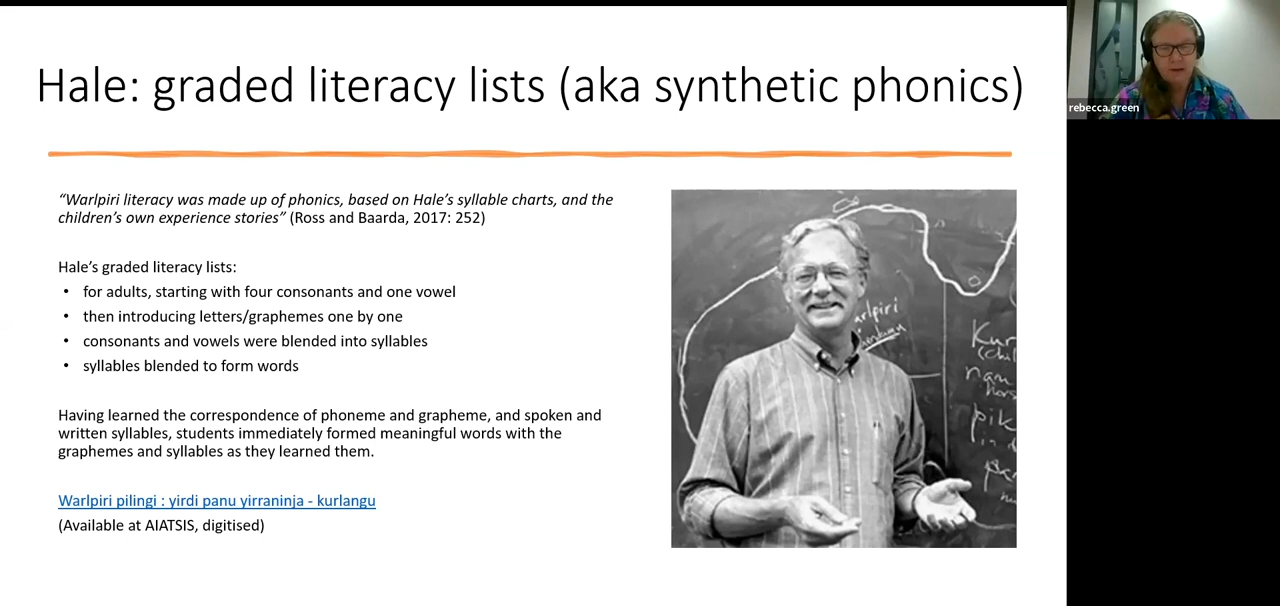 Hale: graded literacy lists (aka synthetic phonics)
“Warlpiri literacy was made up of phonics, based on Hale’s syllable charts, and the
children’s own experience stories” (Ross and Baarda, 2017: 252)
Hale’s graded literacy lists:
• for adults, starting with four consonants and one vowel
• then introducing letters/graphemes one by one
• consonants and vowels were blended into syllables
• syllables blended to form words
Having learned the correspondence of phoneme and grapheme, and spoken and
written syllables, students immediately formed meaningful words with the
graphemes and syllables as they learned them.
Warlpiri pilingi : yirdi panu yirraninja - kurlangu
(Available at AIATSIS, digitised)
arlpiri
Kur
nan
pik
rebecca.green